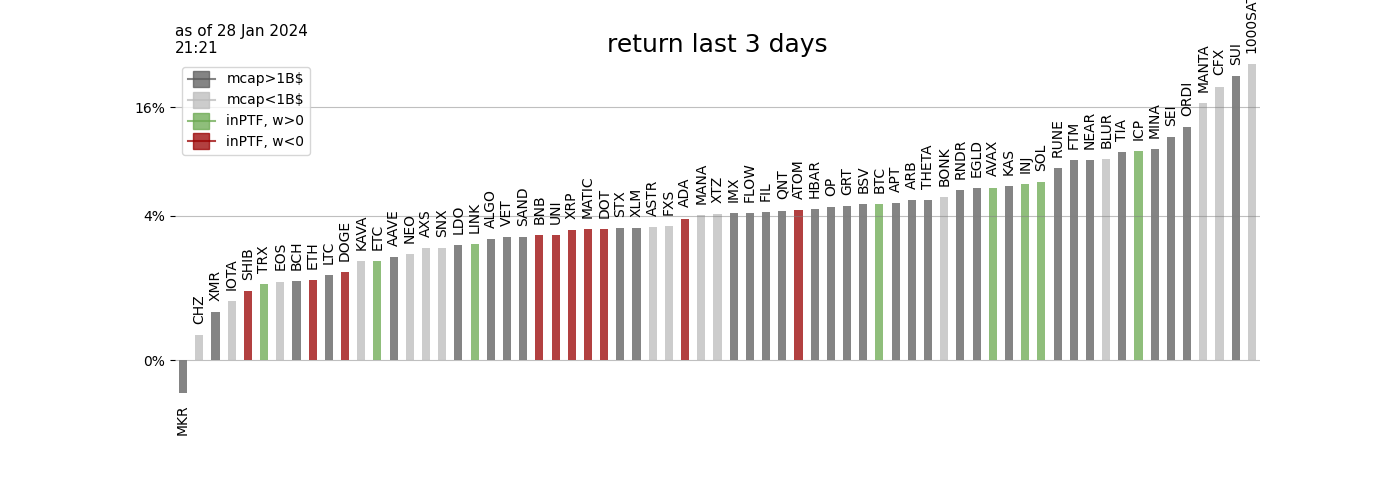 as of 28 Jan 2024
21:21
return last 3 days
mcap>1B$
mcap<1B$
inPTF, w>0
inPTF, w<0
16%
4%
0%
MKR
CHZ
XMR
IOTA
SHIB
TRX
EOS
BCH
ETH
LTC
DOGE
KAVA
ETC
AAVE
NEO
AXS
SNX
LDO
LINK
ALGO
VET
SAND
BNB
UNI
XRP
MATIC
DOT
STX
XLM
ASTR
FXS
ADA
MANA
XTZ
IMX
FLOW
FIL
QNT
ATOM
HBAR
OP
GRT
BSV
BTC
APT
ARB
THETA
BONK
RNDR
EGLD
AVAX
KAS
INJ
SOL
RUNE
FTM
NEAR
BLUR
TIA
ICP
MINA
SEI
ORDI
MANTA
CFX
SUI